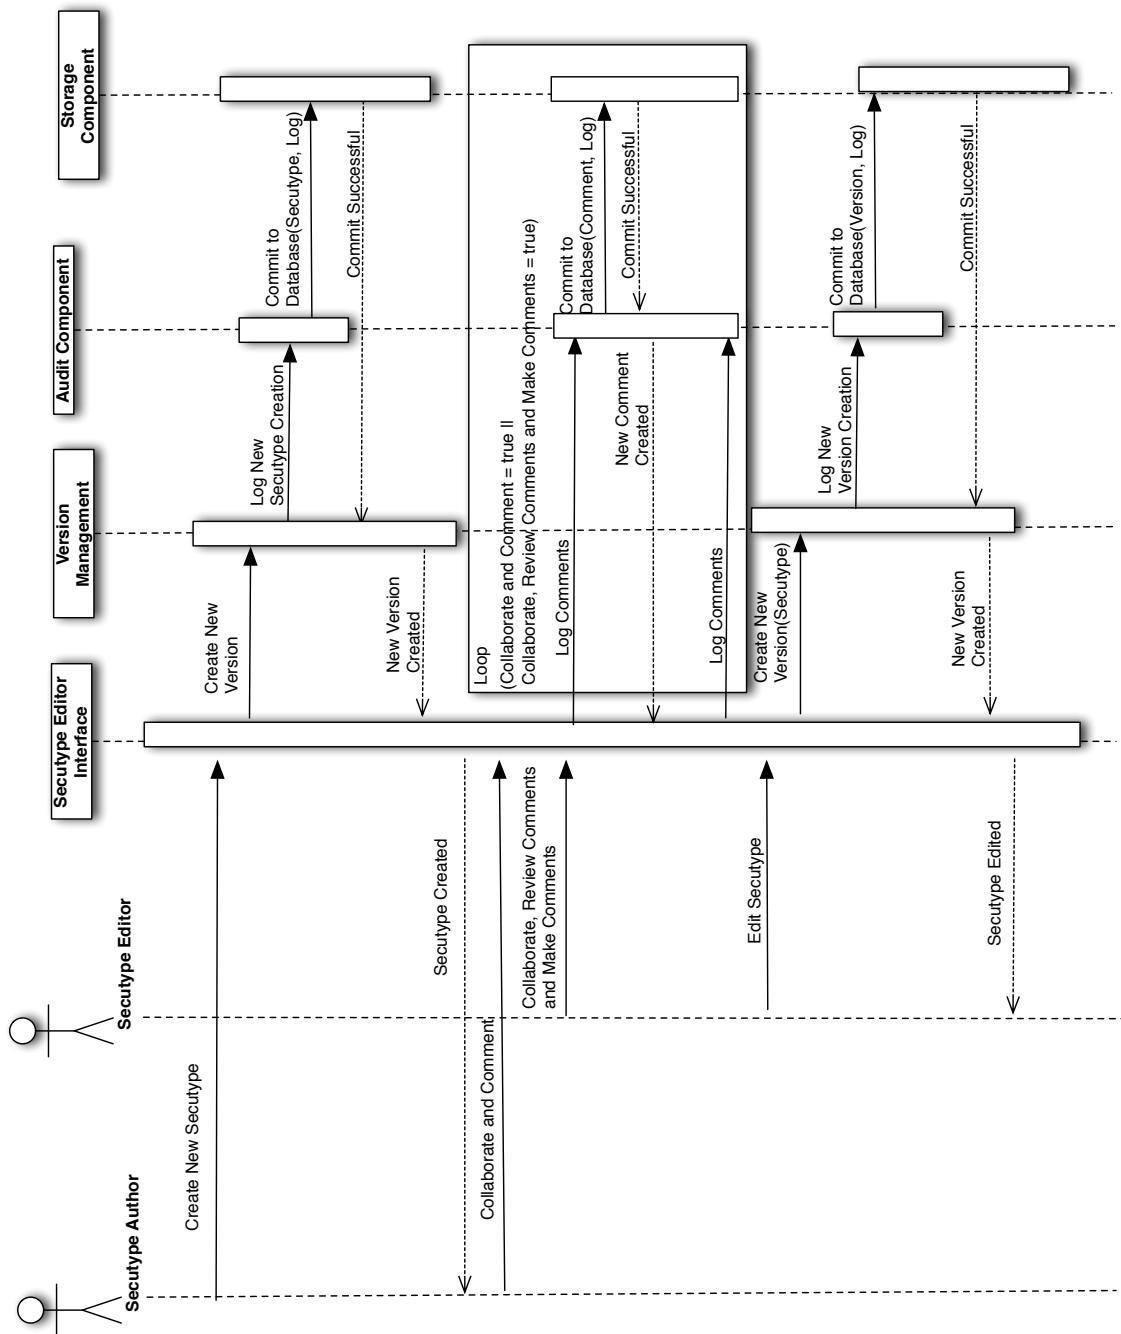 Secutype Author
Secutype Editor
Secutype Editor
Interface
Version
Management
Audit Component
Storage
Component
Create New Secutype
Create New
Version
Log New
Secutype Creation
Commit to
Database(Secutype, Log)
Commit Successful
New Version
Created
Secutype Created
Collaborate and Comment
Loop
(Collaborate and Comment = true ||
Collaborate, Review Comments and Make Comments = true)
Collaborate, Review Comments
and Make Comments
Log Comments
Commit to
Database(Comment, Log)
Commit Successful
New Comment
Created
Log Comments
Edit Secutype
Create New
Version(Secutype)
Log New
Version Creation
Commit to
Database(Version, Log)
Commit Successful
New Version
Created
Secutype Edited